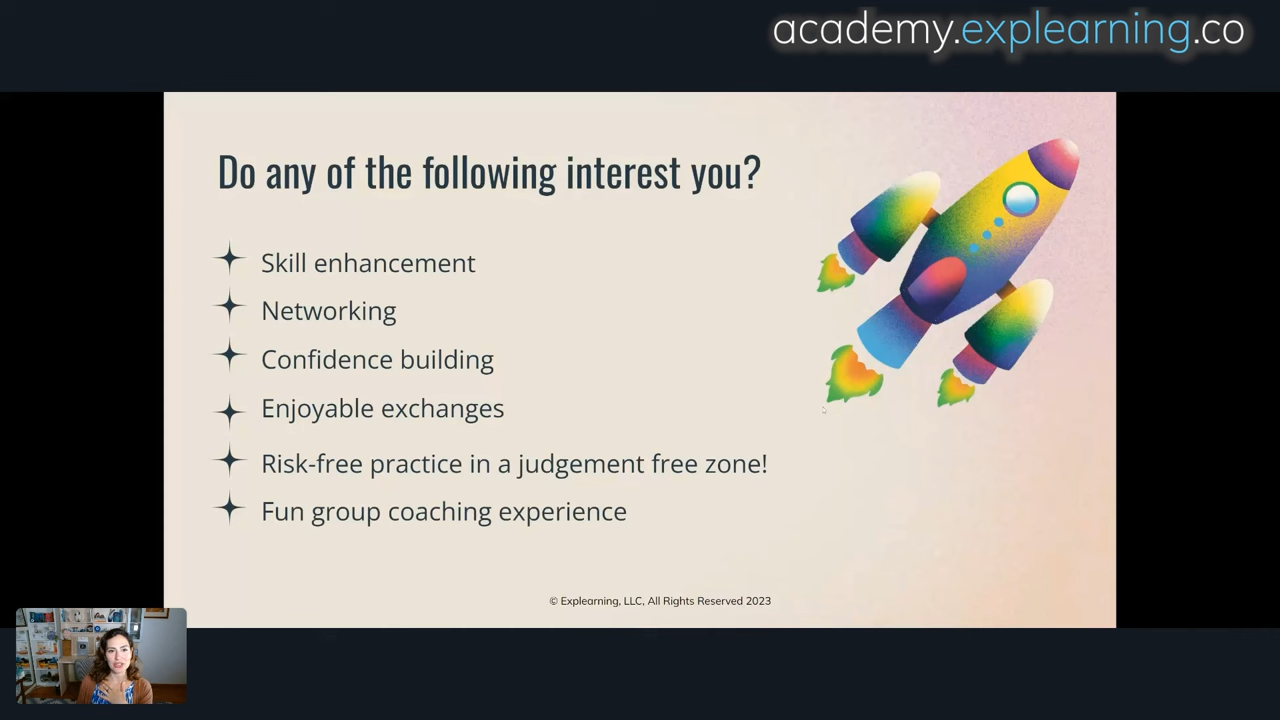 academy.explearning.co
Do any of the following interest you?
Skill enhancement
Networking
Confidence building
Enjoyable exchanges
Risk-free practice in a judgement free zone!
Fun group coaching experience
© Explearning, LLC, All Rights Reserved 2023